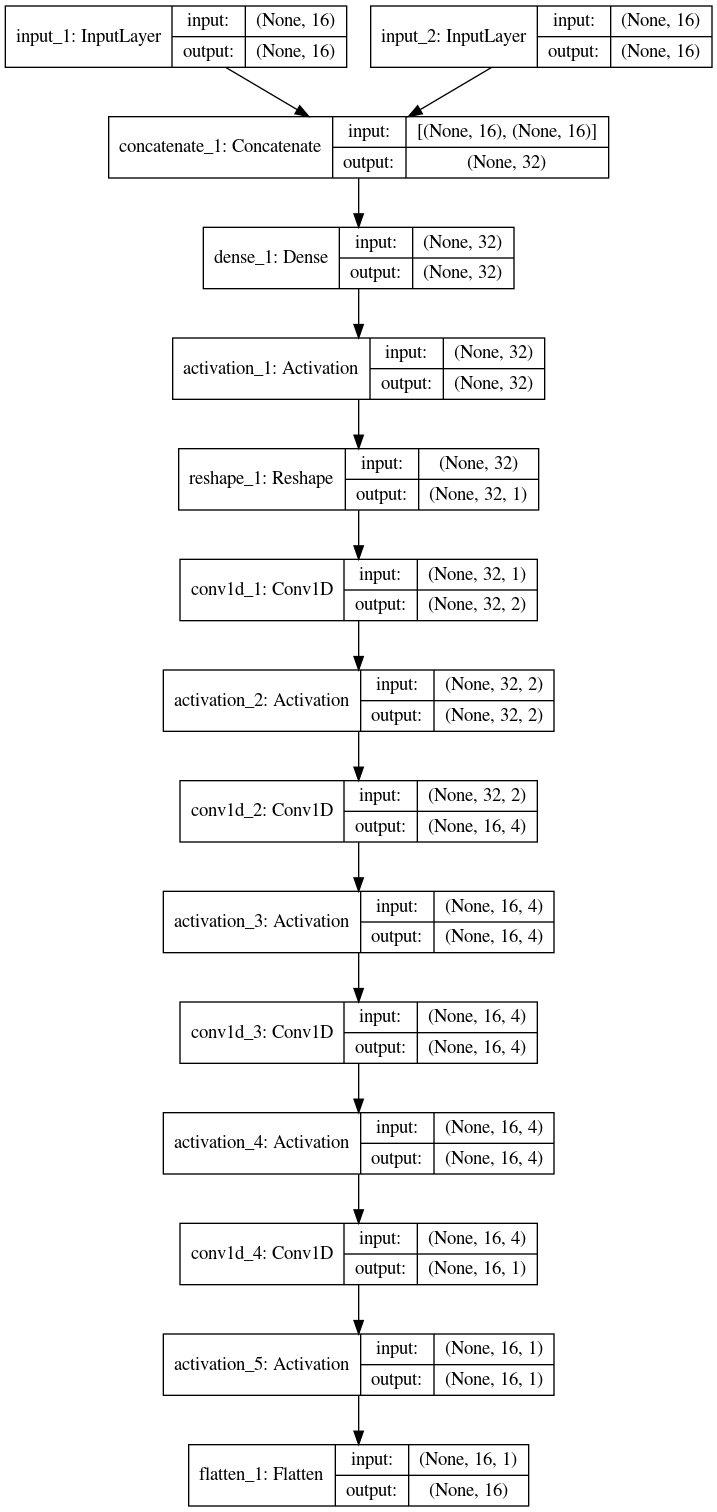 input_1: InputLayer
input: (None, 16)
output: (None, 16)
input_2: InputLayer
input: (None, 16)
output: (None, 16)
concatenate_1: Concatenate
input: [(None, 16), (None, 16)]
output: (None, 32)
dense_1: Dense
input: (None, 32)
output: (None, 32)
activation_1: Activation
input: (None, 32)
output: (None, 32)
reshape_1: Reshape
input: (None, 32)
output: (None, 32, 1)
conv1d_1: Conv1D
input: (None, 32, 1)
output: (None, 32, 2)
activation_2: Activation
input: (None, 32, 2)
output: (None, 32, 2)
conv1d_2: Conv1D
input: (None, 32, 2)
output: (None, 16, 4)
activation_3: Activation
input: (None, 16, 4)
output: (None, 16, 4)
conv1d_3: Conv1D
input: (None, 16, 4)
output: (None, 16, 4)
activation_4: Activation
input: (None, 16, 4)
output: (None, 16, 4)
conv1d_4: Conv1D
input: (None, 16, 4)
output: (None, 16, 1)
activation_5: Activation
input: (None, 16, 1)
output: (None, 16, 1)
flatten_1: Flatten
input: (None, 16, 1)
output: (None, 16)